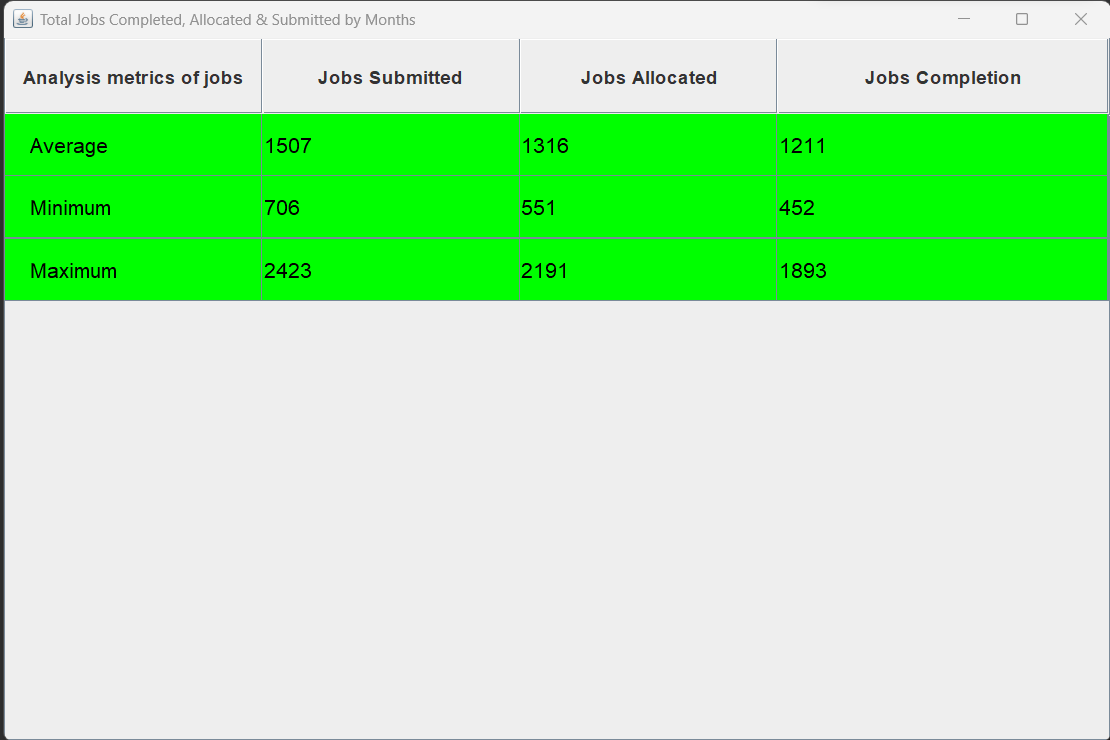 Total Jobs Completed, Allocated & Submitted by Months
Analysis metrics of jobs Jobs Submitted Jobs Allocated Jobs Completion
Average 1507 1316 1211
Minimum 706 551 452
Maximum 2423 2191 1893